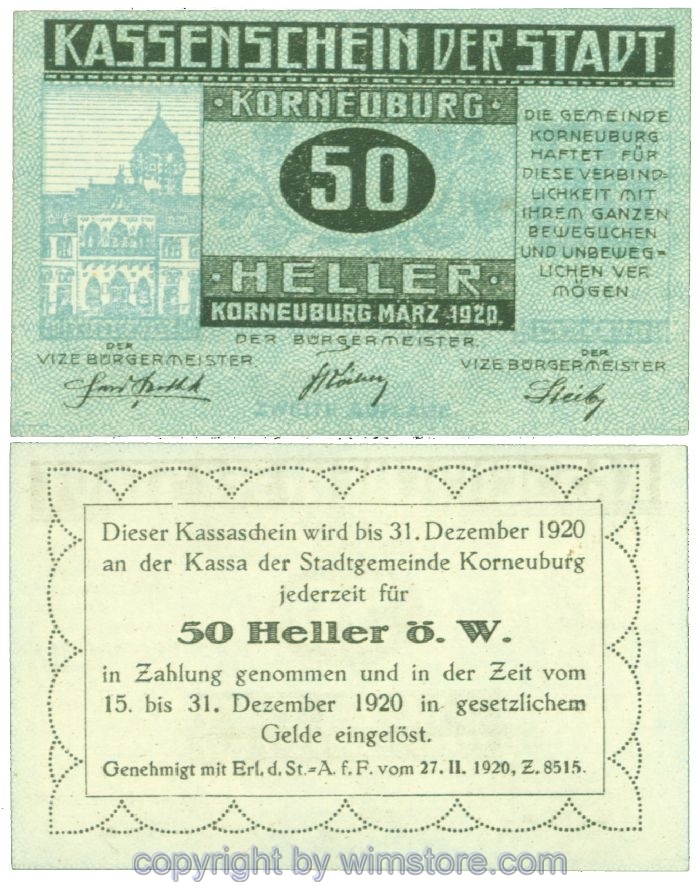 KASSENSCHEIN DER STADT
· KORNEUBURG ·
50
· HELLER ·
KORNEUBURG MÄRZ 1920.
DIE GEMEINDE
KORNEUBURG
HAFTET FÜR
DIESE VERBIND-
LICHKEIT MIT
IHREM GANZEN
BEWEGLICHEN
UND UNBEWEG-
LICHEN VER
MÖGEN
DER
VIZEBÜRGERMEISTER
DER BÜRGERMEISTER.
DER
VIZEBÜRGERMEISTER
ZWEITE AUFLAGE
Dieser Kassaschein wird bis 31. Dezember 1920
an der Kassa der Stadtgemeinde Korneuburg
jederzeit für
50 Heller ö. W.
in Zahlung genommen und in der Zeit vom
15. bis 31. Dezember 1920 in gesetzlichem
Gelde eingelöst.
Genehmigt mit Erl. d. St.-A. f. F. vom 27. II. 1920, Z. 8515.
copyright by wimstore.com